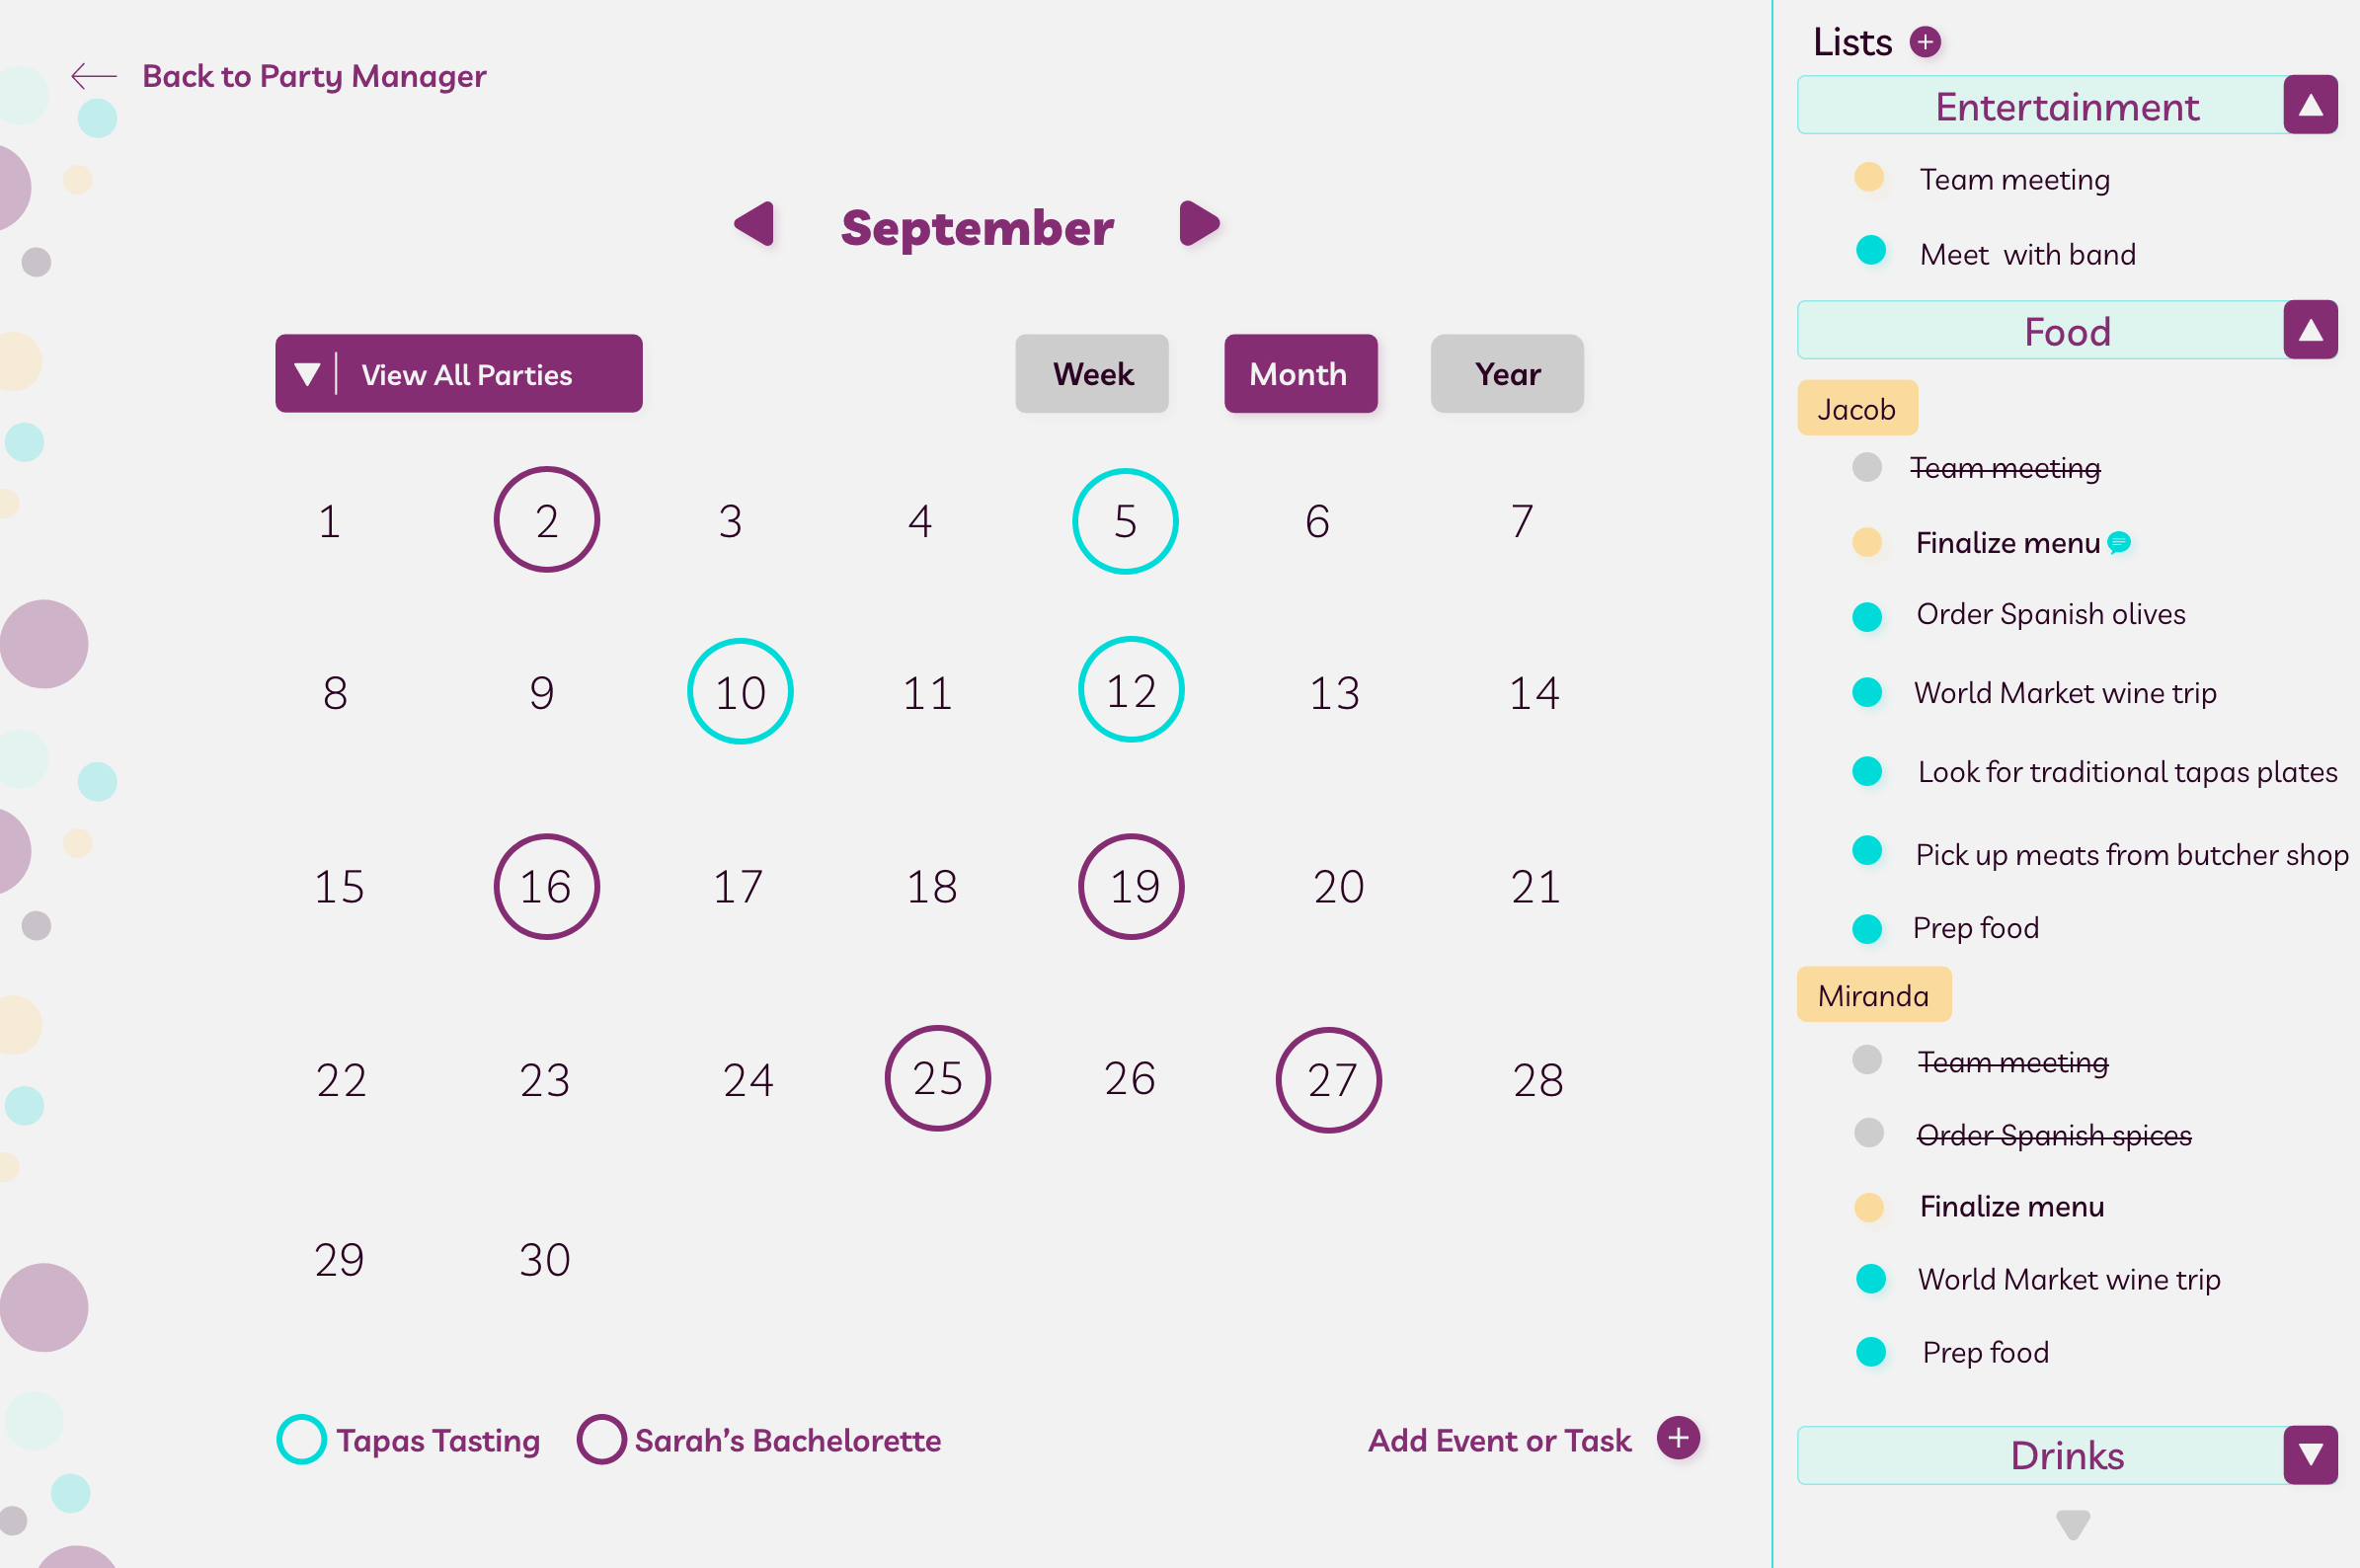 Back to Party Manager
September
View All Parties
Week
Month
Year
1 2 3 4 5 6 7
8 9 10 11 12 13 14
15 16 17 18 19 20 21
22 23 24 25 26 27 28
29 30
Tapas Tasting
Sarah's Bachelorette
Add Event or Task
Lists
Entertainment
Team meeting
Meet with band
Food
Jacob
Team meeting
Finalize menu
Order Spanish olives
World Market wine trip
Look for traditional tapas plates
Pick up meats from butcher shop
Prep food
Miranda
Team meeting
Order Spanish spices
Finalize menu
World Market wine trip
Prep food
Drinks